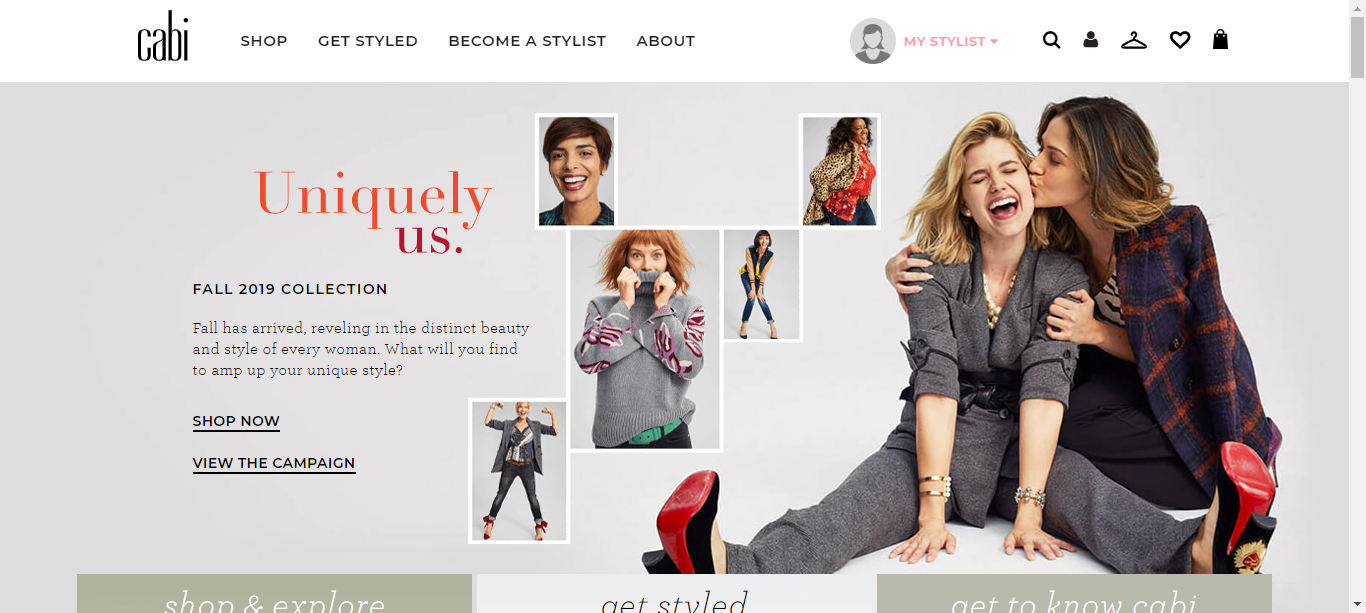 cabi
SHOP
GET STYLED
BECOME A STYLIST
ABOUT
MY STYLIST
Uniquely
us.
FALL 2019 COLLECTION
Fall has arrived, reveling in the distinct beauty
and style of every woman. What will you find
to amp up your unique style?
SHOP NOW
VIEW THE CAMPAIGN
shop & explore
get styled
get to know cabi